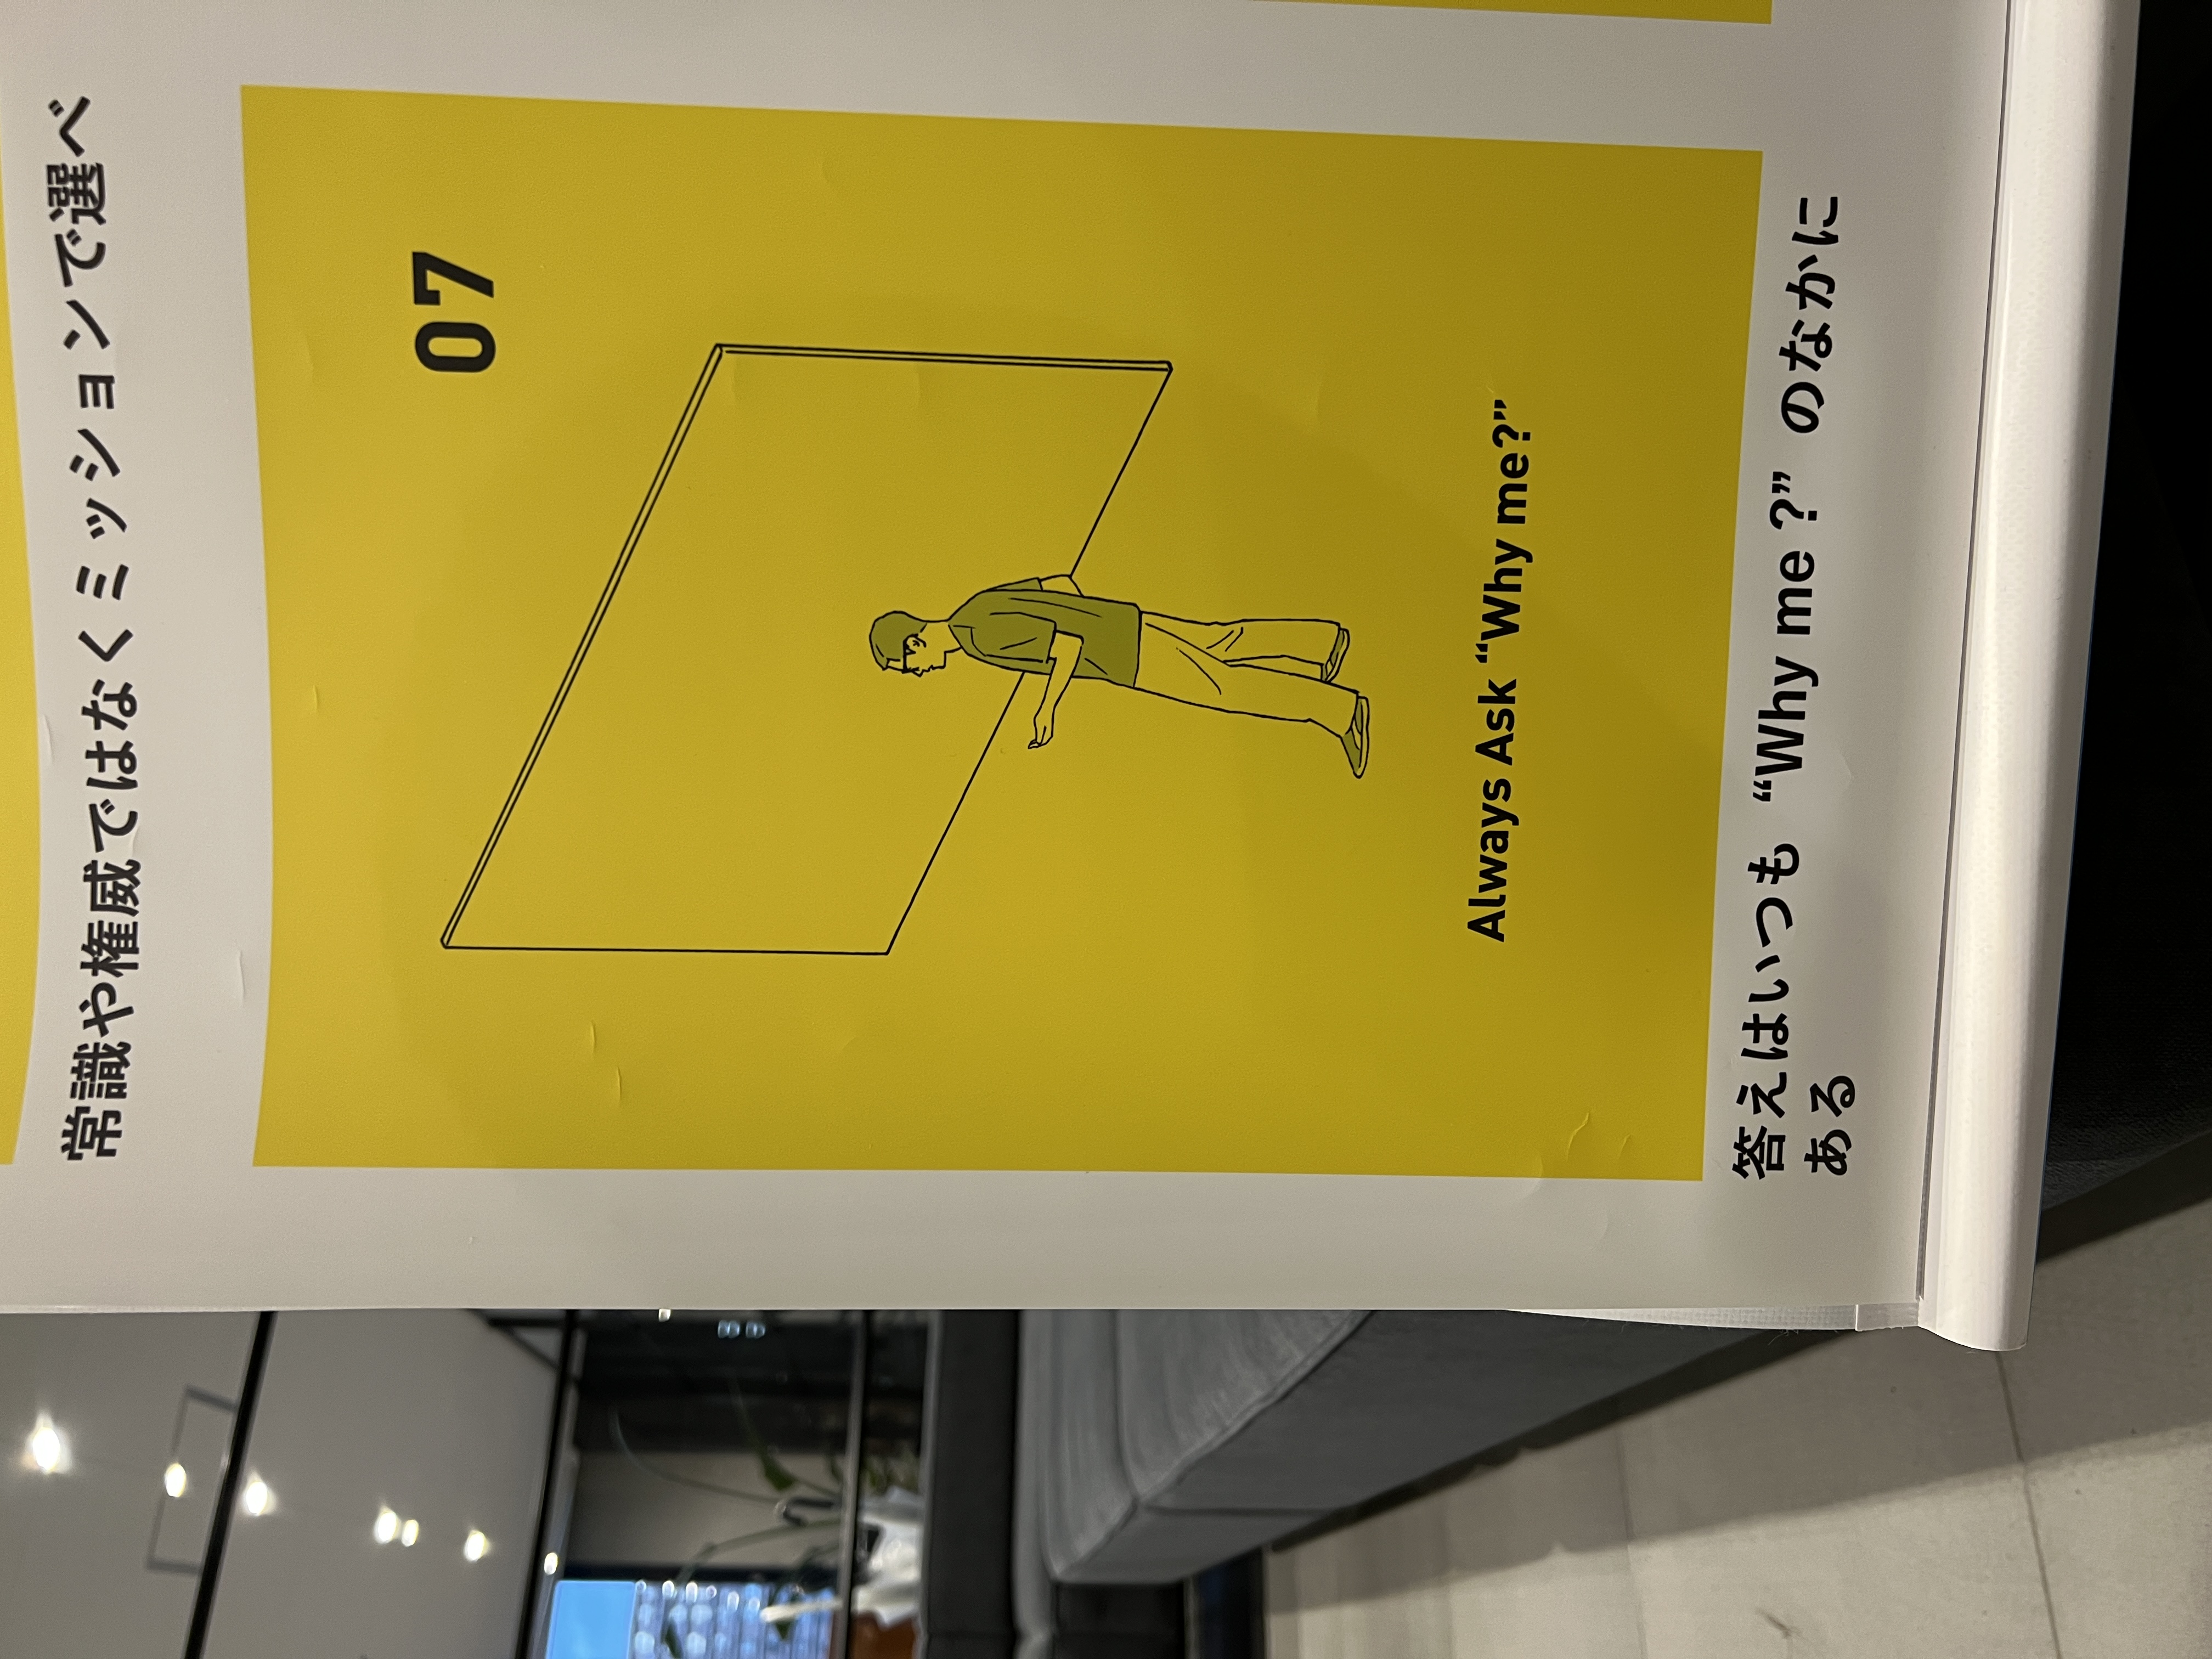 常識や権威ではなくミッションで選べ
07
Always Ask “Why me?”
答えはいつも “Why me ?” のなかに
ある